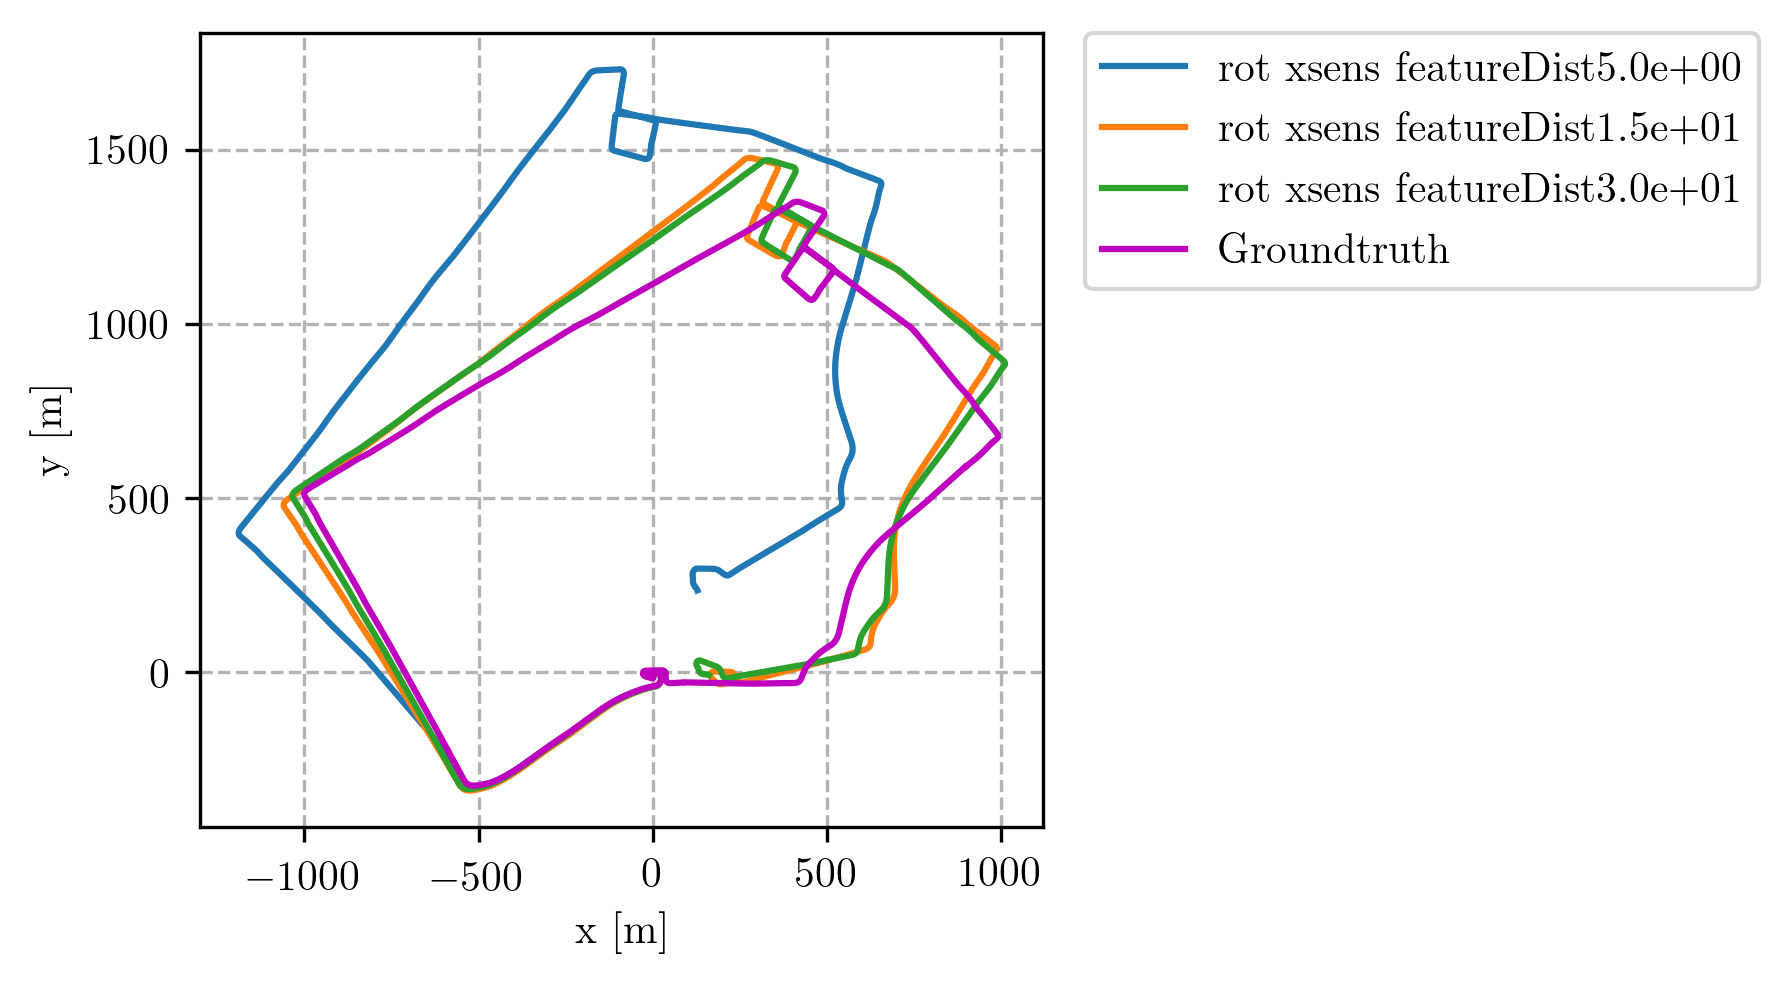 rot xsens featureDist5.0e+00
rot xsens featureDist1.5e+01
rot xsens featureDist3.0e+01
Groundtruth
1500
1000
500
0
y [m]
−1000
−500
0
500
1000
x [m]